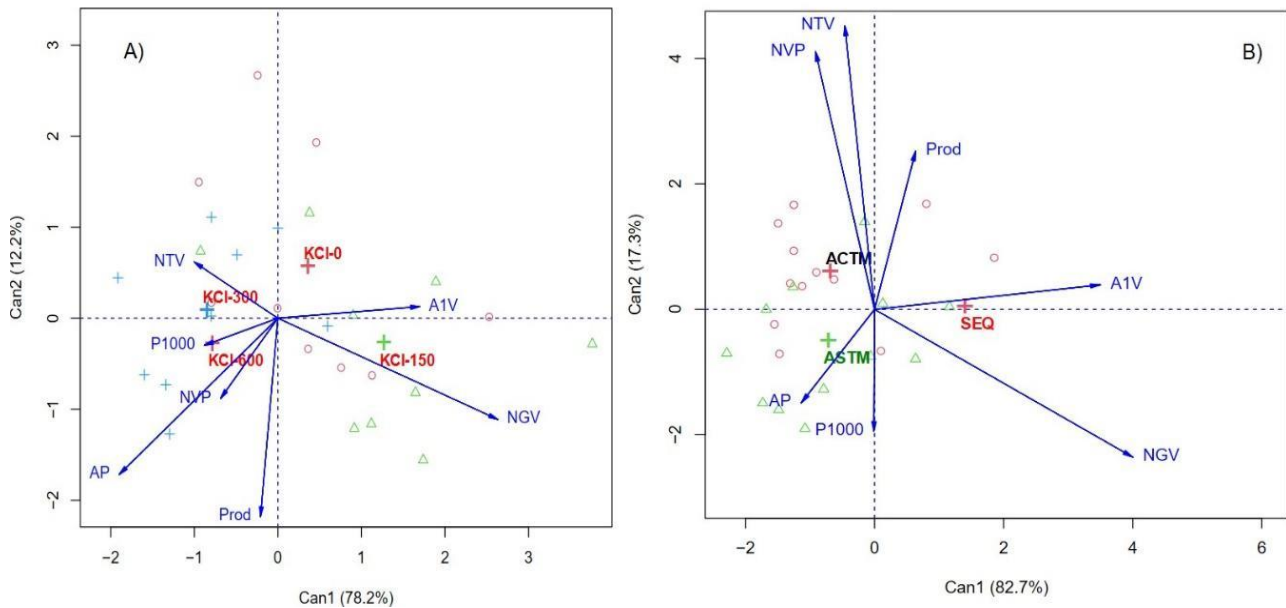 A)
3
2
1
0
−1
−2
Can2 (12.2%)
KCl-0
NTV
KCl-300
A1V
P1000
KCl-600
KCl-150
NVP
NGV
AP
Prod
−2
−1
0
1
2
3
Can1 (78.2%)
B)
4
2
0
−2
Can2 (17.3%)
NTV
NVP
Prod
ACTM
A1V
SEQ
ASTM
AP
P1000
NGV
−2
0
2
4
6
Can1 (82.7%)